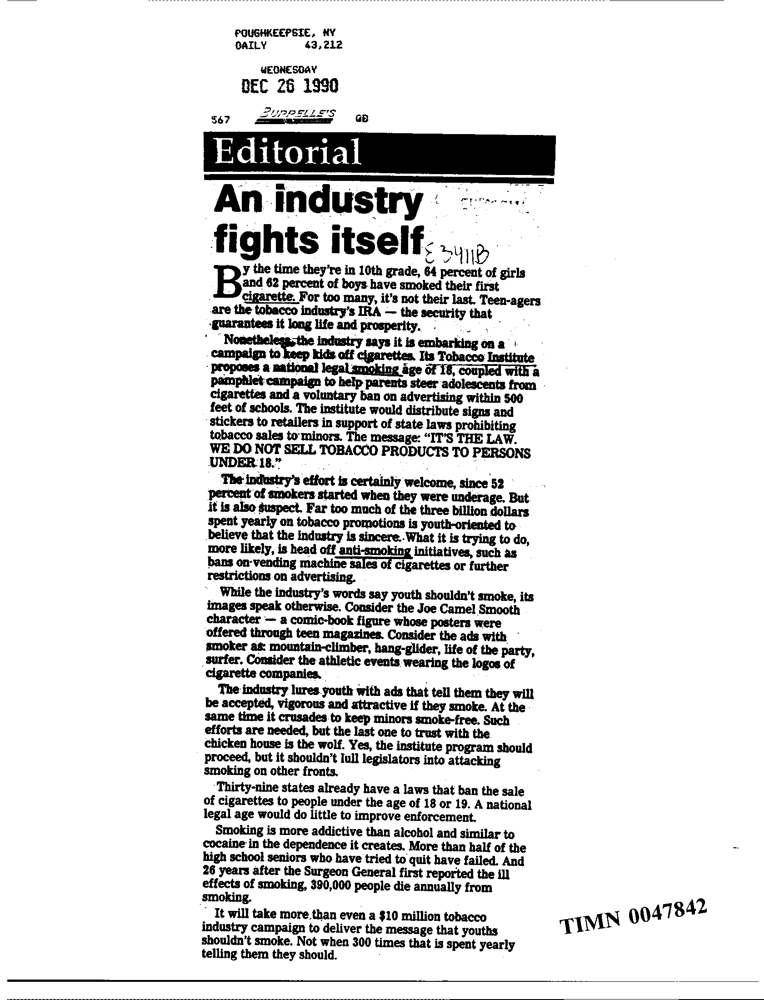 POUGHKEEPSIE, NY
DAILY 43,212
WEDNESDAY
DEC 26 1990
567 BURRELLE'S GB
Editorial
An industry
fights itself
E 3411B
By the time they're in 10th grade, 64 percent of girls
and 62 percent of boys have smoked their first
cigarette. For too many, it's not their last. Teen-agers
are the tobacco industry's IRA — the security that
guarantees it long life and prosperity.
Nonetheless, the industry says it is embarking on a
campaign to keep kids off cigarettes. Its Tobacco Institute
proposes a national legal smoking age of 18, coupled with a
pamphlet campaign to help parents steer adolescents from
cigarettes and a voluntary ban on advertising within 500
feet of schools. The institute would distribute signs and
stickers to retailers in support of state laws prohibiting
tobacco sales to minors. The message: "IT'S THE LAW.
WE DO NOT SELL TOBACCO PRODUCTS TO PERSONS
UNDER 18."
The industry's effort is certainly welcome, since 52
percent of smokers started when they were underage. But
it is also suspect. Far too much of the three billion dollars
spent yearly on tobacco promotions is youth-oriented to
believe that the industry is sincere. What it is trying to do,
more likely, is head off anti-smoking initiatives, such as
bans on vending machine sales of cigarettes or further
restrictions on advertising.
While the industry's words say youth shouldn't smoke, its
images speak otherwise. Consider the Joe Camel Smooth
character — a comic-book figure whose posters were
offered through teen magazines. Consider the ads with
smoker as: mountain-climber, hang-glider, life of the party,
surfer. Consider the athletic events wearing the logos of
cigarette companies.
The industry lures youth with ads that tell them they will
be accepted, vigorous and attractive if they smoke. At the
same time it crusades to keep minors smoke-free. Such
efforts are needed, but the last one to trust with the
chicken house is the wolf. Yes, the institute program should
proceed, but it shouldn't lull legislators into attacking
smoking on other fronts.
Thirty-nine states already have a laws that ban the sale
of cigarettes to people under the age of 18 or 19. A national
legal age would do little to improve enforcement.
Smoking is more addictive than alcohol and similar to
cocaine in the dependence it creates. More than half of the
high school seniors who have tried to quit have failed. And
26 years after the Surgeon General first reported the ill
effects of smoking, 390,000 people die annually from
smoking.
It will take more than even a $10 million tobacco
industry campaign to deliver the message that youths
shouldn't smoke. Not when 300 times that is spent yearly
telling them they should.
TIMN 0047842